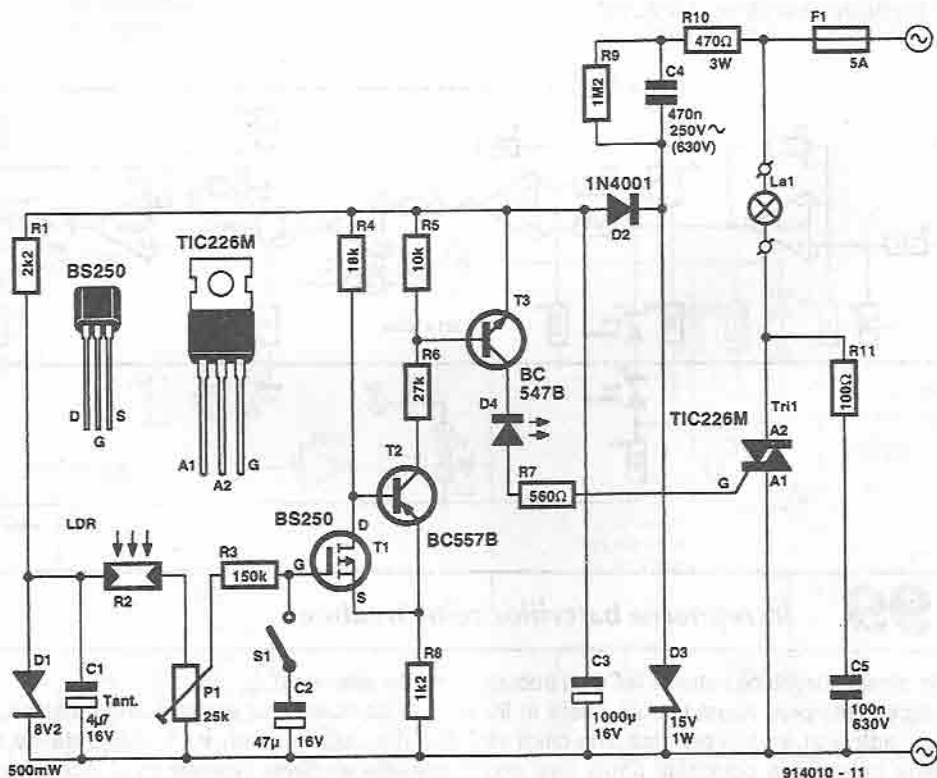 R10
470Ω
3W
F1
5A
R9
1M2
C4
470n
250V~
(630V)
1N4001
D2
La1
R1
2k2
BS250
D
G
S
TIC226M
A1
A2
G
R4
18k
R5
10k
T3
BC
547B
R6
27k
D4
R7
560Ω
TIC226M
Tri1
A2
G
A1
R11
100Ω
T2
BC557B
LDR
R2
R3
150k
BS250
D
T1
G
S
S1
D1
8V2
500mW
C1
Tant.
4µ7
16V
P1
25k
C2
47µ
16V
R8
1k2
C3
1000µ
16V
D3
15V
1W
C5
100n
630V
914010 - 11